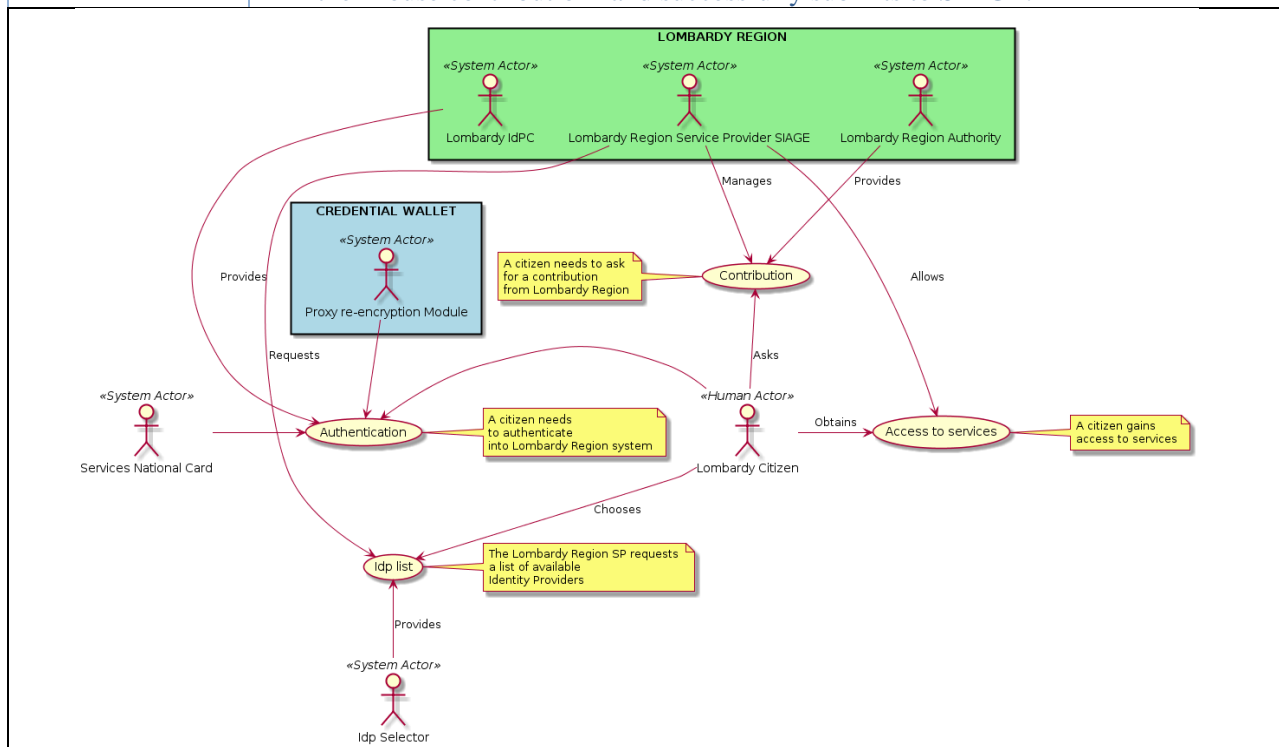 LOMBARDY REGION
«System Actor»
«System Actor»
«System Actor»
Lombardy IdPC
Lombardy Region Service Provider SIAGE
Lombardy Region Authority
Manages
Provides
CREDENTIAL WALLET
«System Actor»
Proxy re-encryption Module
A citizen needs to ask
for a contribution
from Lombardy Region
Contribution
Provides
Allows
Requests
Asks
«System Actor»
Services National Card
Authentication
A citizen needs
to authenticate
into Lombardy Region system
«Human Actor»
Lombardy Citizen
Obtains
Access to services
A citizen gains
access to services
Chooses
Idp list
The Lombardy Region SP requests
a list of available
Identity Providers
Provides
«System Actor»
Idp Selector